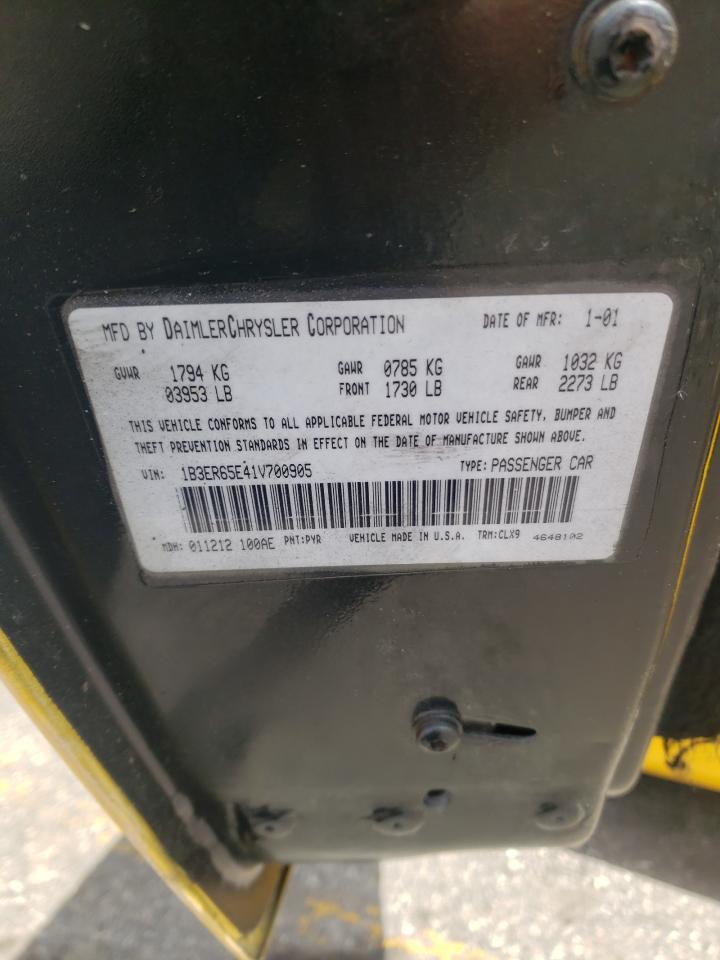 MFD BY DAIMLERCHRYSLER CORPORATION DATE OF MFR: 1-01
GVWR 1794 KG GAWR 0785 KG GAWR 1032 KG
03953 LB FRONT 1730 LB REAR 2273 LB
THIS VEHICLE CONFORMS TO ALL APPLICABLE FEDERAL MOTOR VEHICLE SAFETY, BUMPER AND
THEFT PREVENTION STANDARDS IN EFFECT ON THE DATE OF MANUFACTURE SHOWN ABOVE.
VIN: 1B3ER65E41V700905 TYPE: PASSENGER CAR
MDH: 011212 100AE PNT:PYR VEHICLE MADE IN U.S.A. TRM:CLX9 4648102